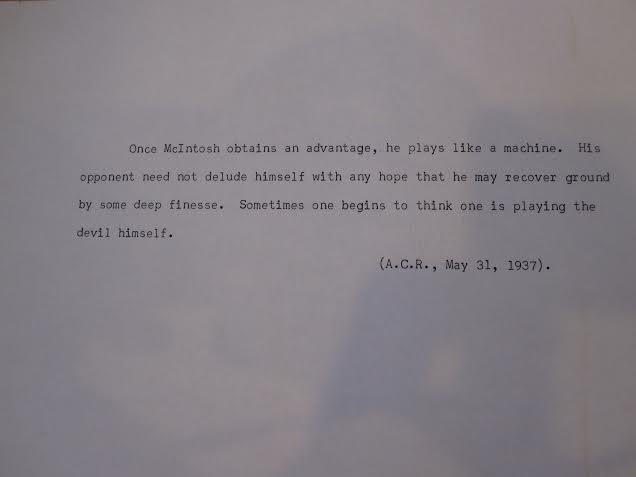 Once McIntosh obtains an advantage, he plays like a machine. His
opponent need not delude himself with any hope that he may recover ground
by some deep finesse. Sometimes one begins to think one is playing the
devil himself.
(A.C.R., May 31, 1937).